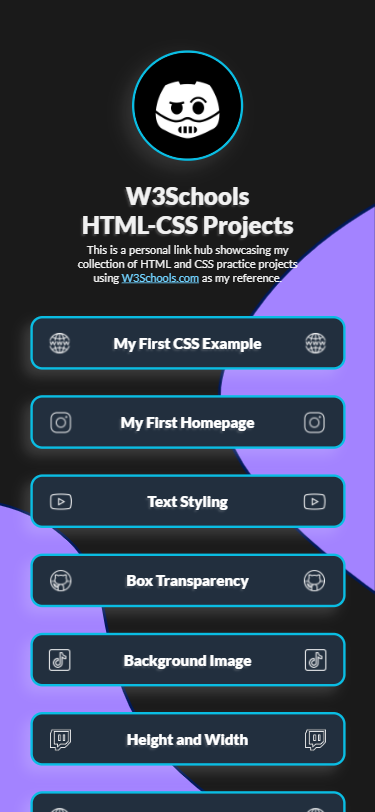 W3Schools
HTML-CSS Projects
This is a personal link hub showcasing my
collection of HTML and CSS practice projects
using W3Schools.com as my reference.
My First CSS Example
My First Homepage
Text Styling
Box Transparency
Background Image
Height and Width